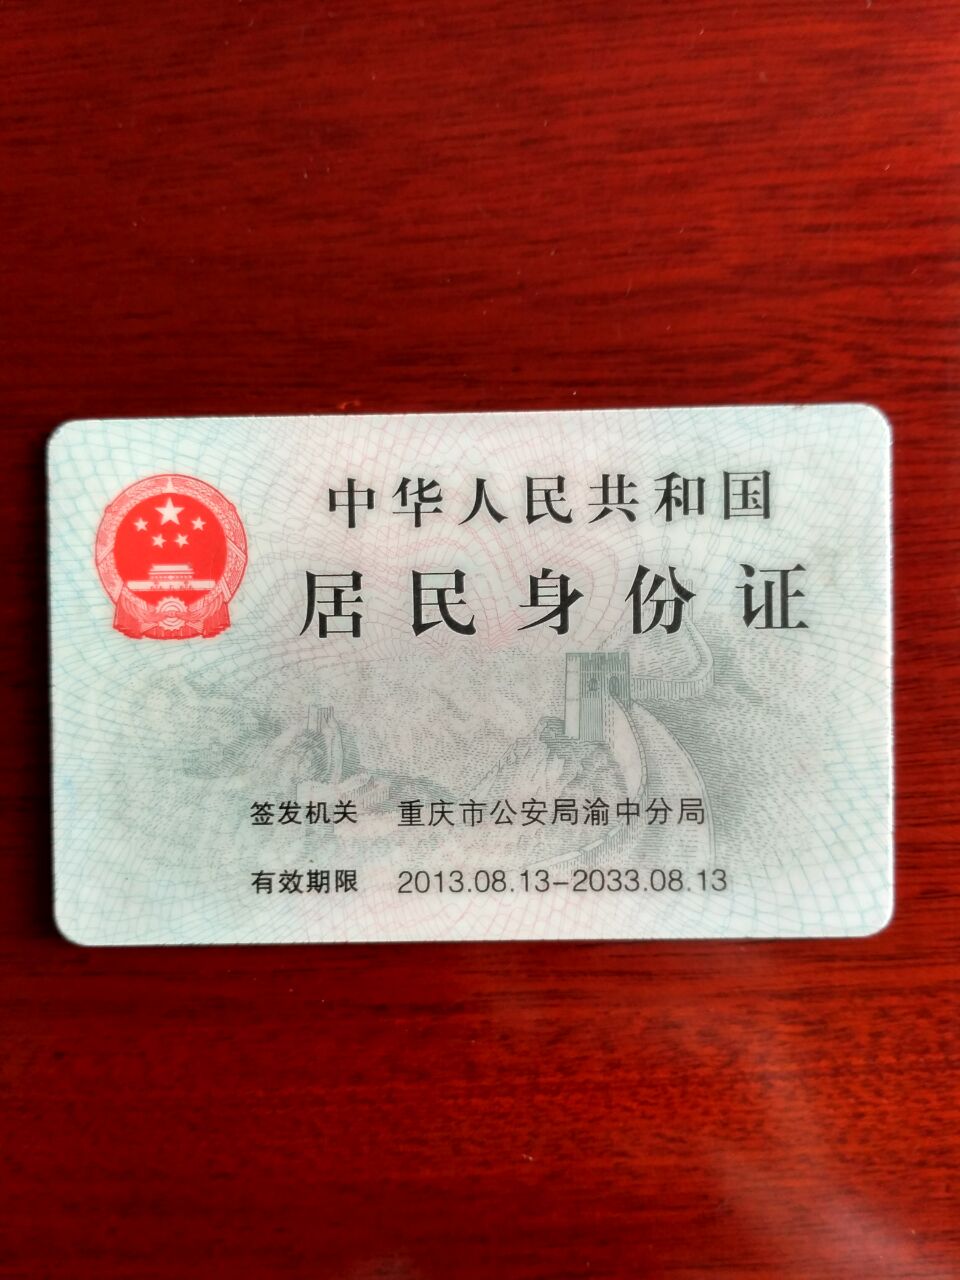 中华人民共和国
居民身份证
签发机关 重庆市公安局渝中分局
有效期限 2013.08.13-2033.08.13